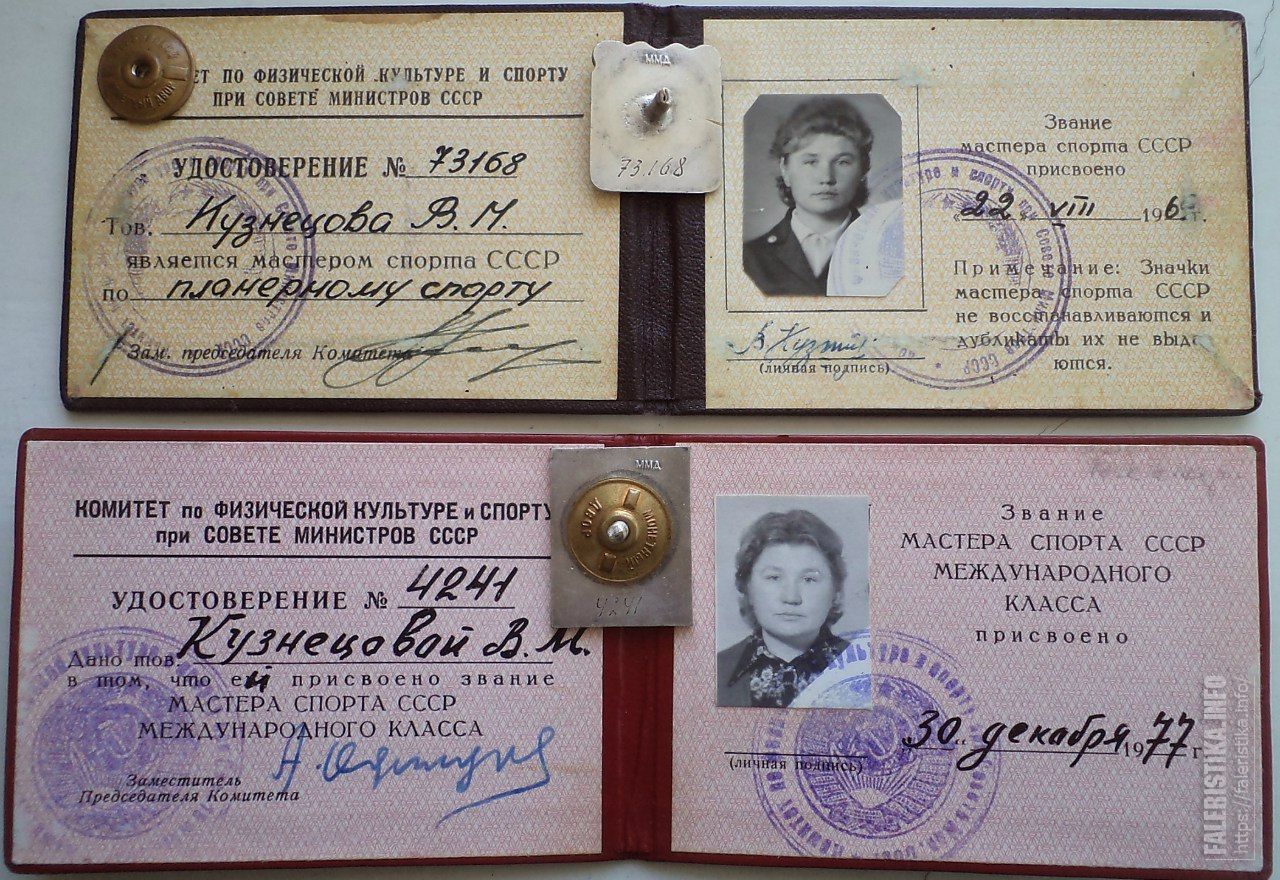 ЕТ ПО ФИЗИЧЕСКОЙ КУЛЬТУРЕ И СПОРТУ
ПРИ СОВЕТЕ МИНИСТРОВ СССР
УДОСТОВЕРЕНИЕ № 73168
Тов. Кузнецова В. М.
является мастером спорта СССР
по планерному спорту
Зам. председателя Комитета
ММД
73168
Звание
мастера спорта СССР
присвоено
"22" VIII 196 г.
Примечание: Значки
мастера спорта СССР
не восстанавливаются и
дубликаты их не выда-
ются.
(личная подпись)
КОМИТЕТ по ФИЗИЧЕСКОЙ КУЛЬТУРЕ и СПОРТУ
при СОВЕТЕ МИНИСТРОВ СССР
УДОСТОВЕРЕНИЕ № 4241
Дано тов. Кузнецовой В. М.
в том, что ей присвоено звание
МАСТЕРА СПОРТА СССР
МЕЖДУНАРОДНОГО КЛАССА
Заместитель
Председателя Комитета
ММД
МОНЕТНЫЙ ДВОР
4241
Звание
МАСТЕРА СПОРТА СССР
МЕЖДУНАРОДНОГО
КЛАССА
присвоено
30 декабря 1977 г
(личная подпись)
FALERISTIKA.INFO
https://faleristika.info/